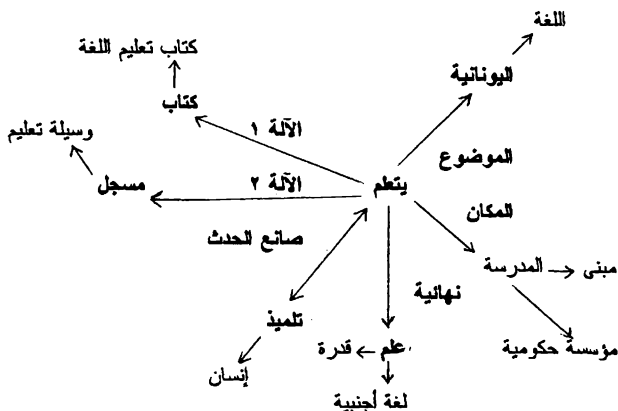 اللغة
كتاب تعليم اللغة
اليونانية
كتاب
الآلة ١
وسيلة تعليم
الموضوع
مسجل
الآلة ٢
يتعلم
المكان
صانع الحدث
مبنى
المدرسة
نهائية
تلميذ
علم
قدرة
مؤسسة حكومية
إنسان
لغة أجنبية